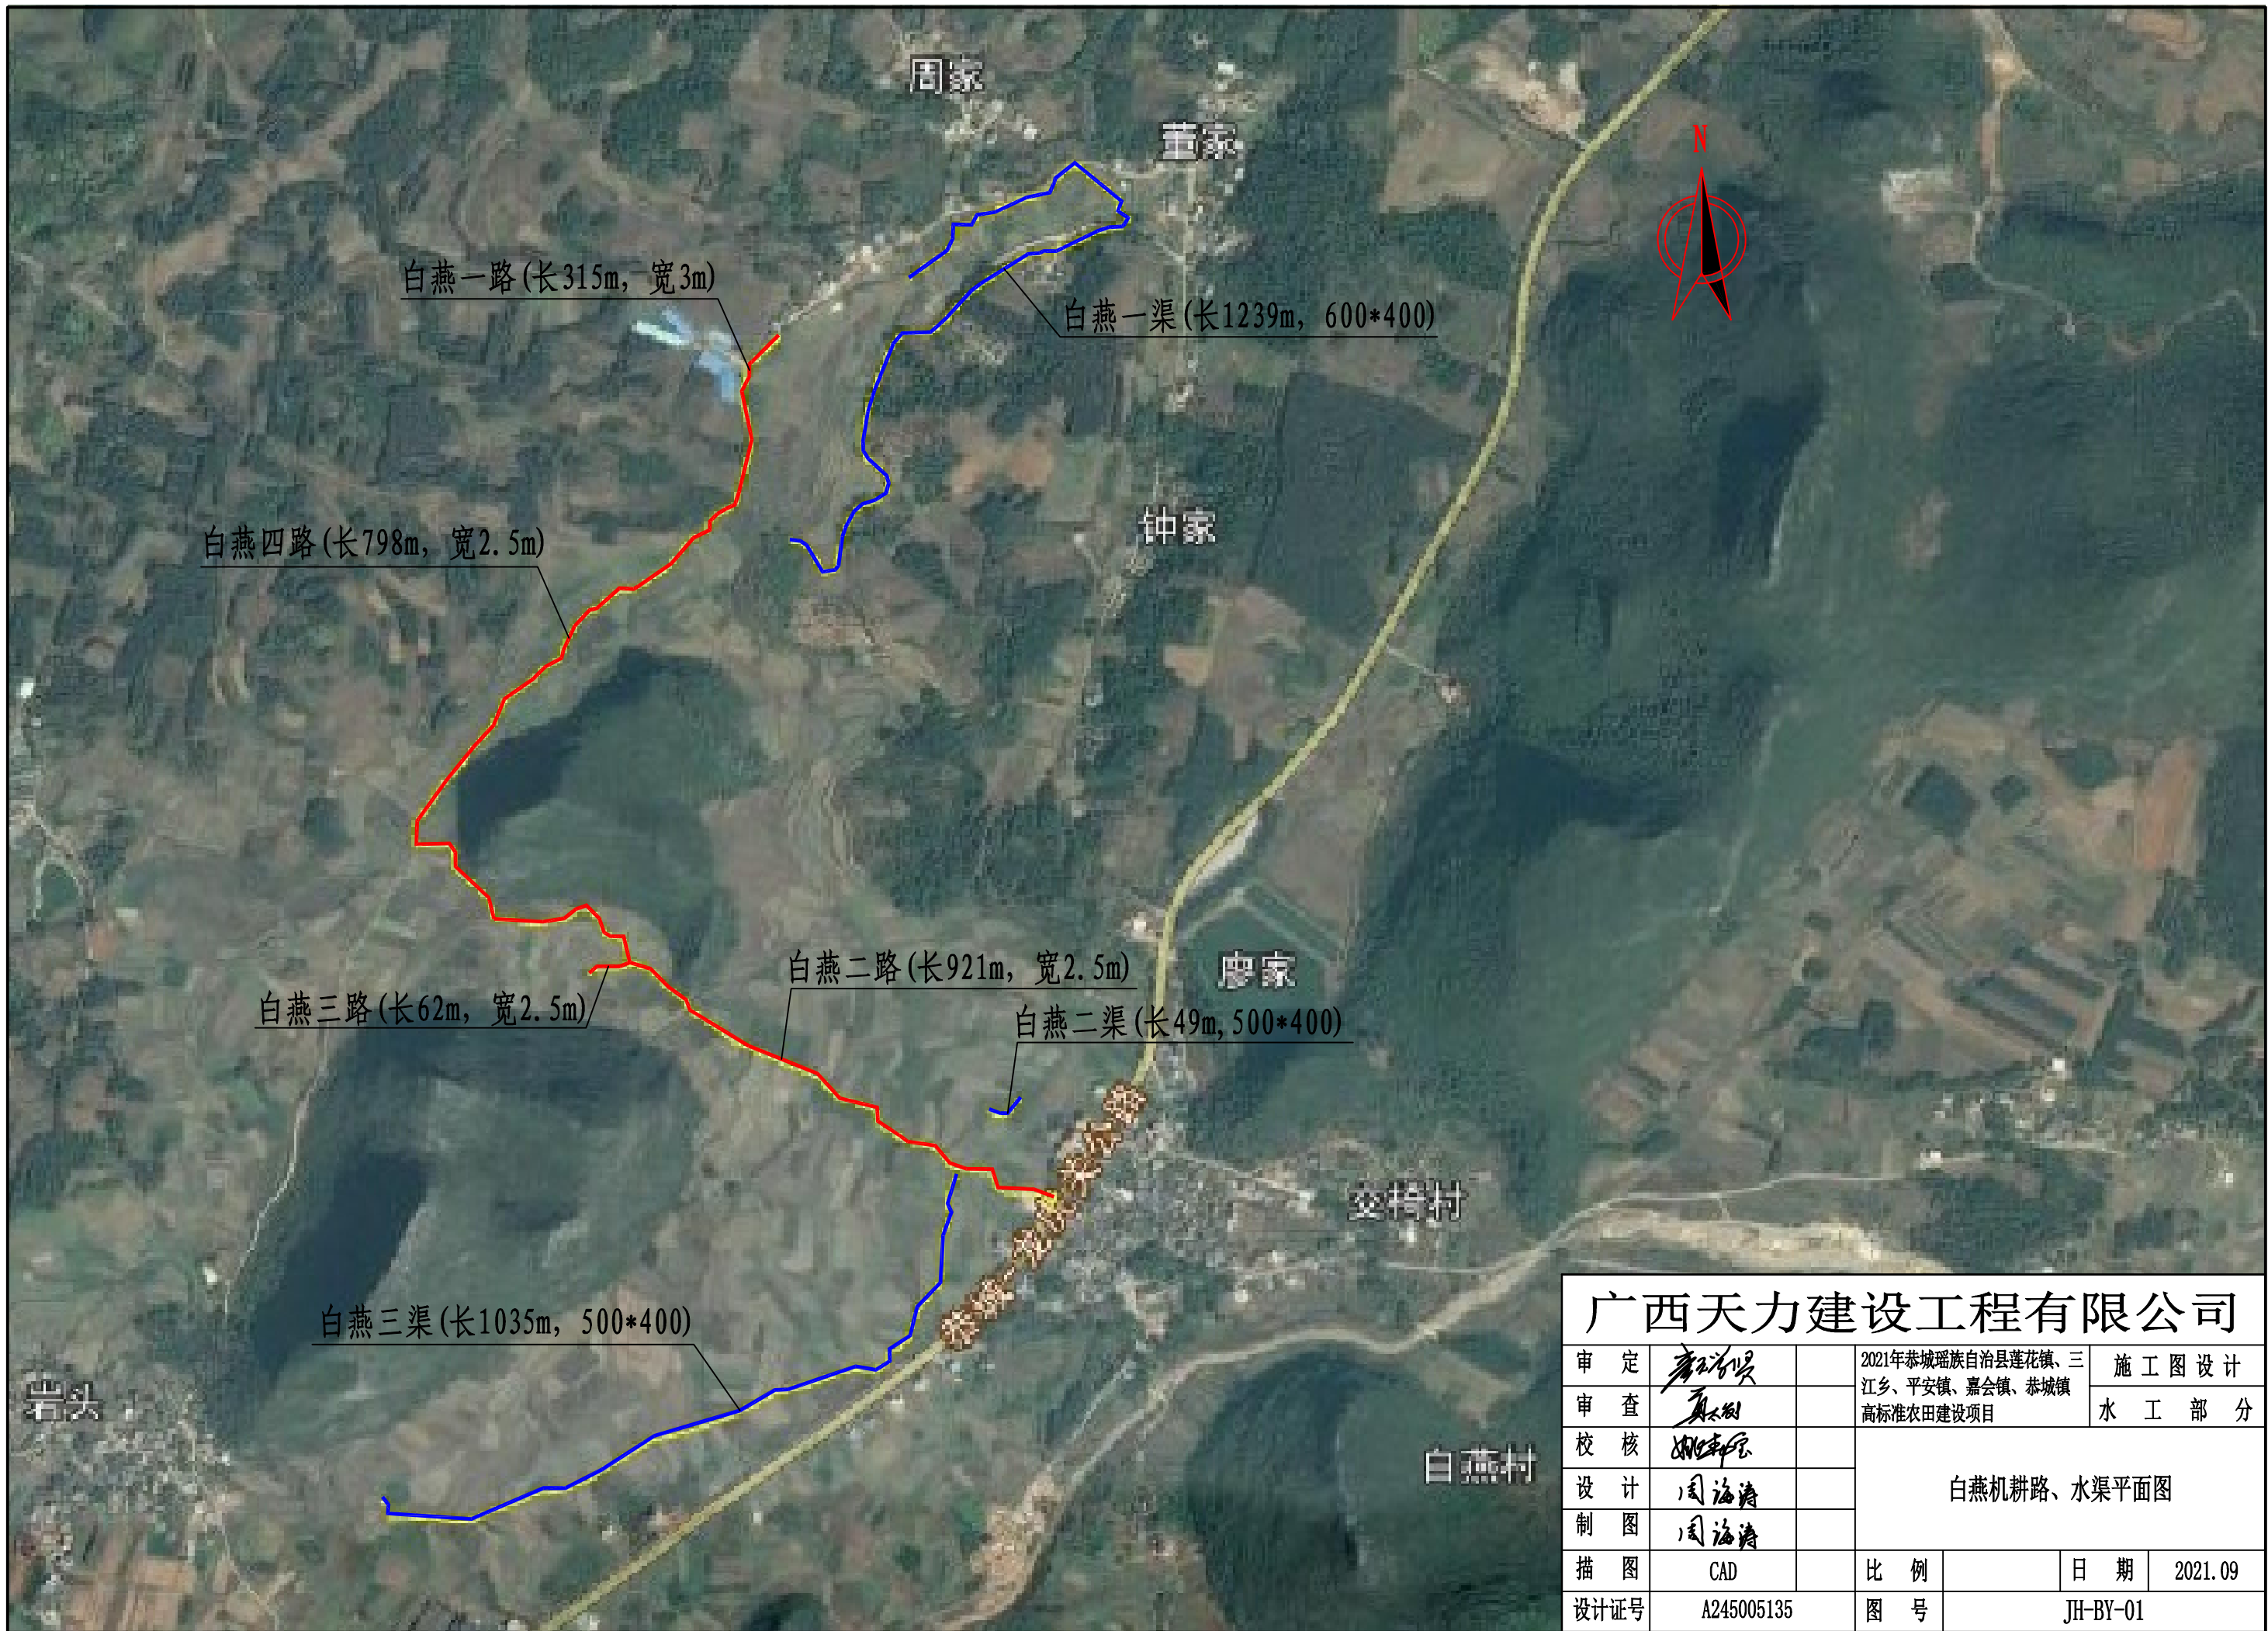 周家
董家
N
白燕一路(长315m, 宽3m)
白燕一渠(长1239m, 600*400)
钟家
白燕四路(长798m, 宽2.5m)
白燕二路(长921m, 宽2.5m)
廖家
白燕三路(长62m, 宽2.5m)
白燕二渠(长49m,500*400)
白燕三渠(长1035m, 500*400)
岩头
白燕村
广西天力建设工程有限公司
审 定
2021年恭城瑶族自治县莲花镇、三
江乡、平安镇、嘉会镇、恭城镇
高标准农田建设项目
施工图设计
审 查
水 工 部 分
校 核
设 计 周海涛
白燕机耕路、水渠平面图
制 图 周海涛
描 图 CAD 比 例 日 期 2021.09
设计证号 A245005135 图 号 JH-BY-01